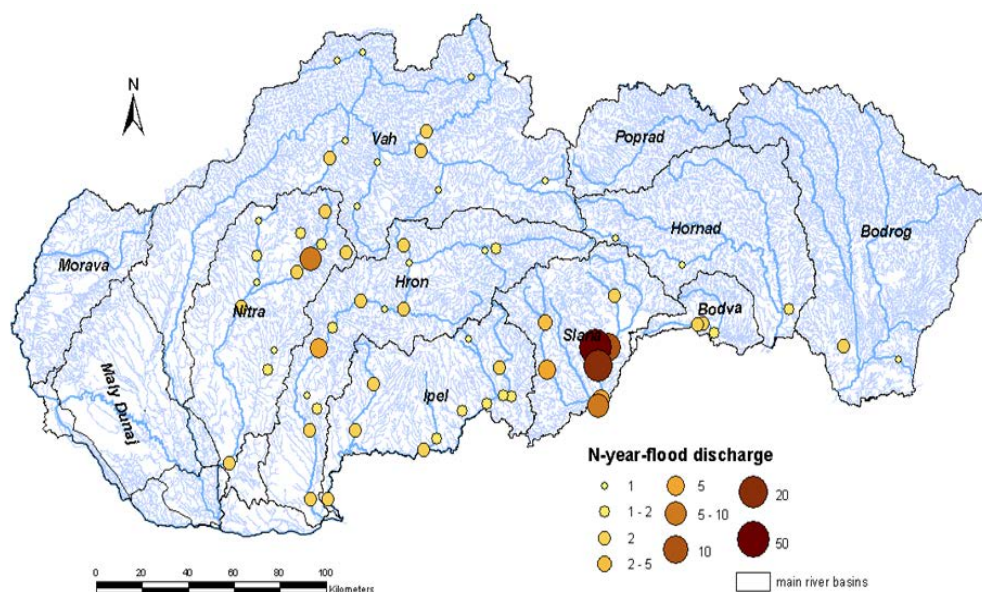 N
Vah
Poprad
Hornad
Bodrog
Morava
Hron
Nitra
Bodva
Slana
Maly Dunaj
Ipel
N-year-flood discharge
1
1 - 2
2
2 - 5
5
5 - 10
10
20
50
main river basins
0 20 40 60 80 100
Kilometers